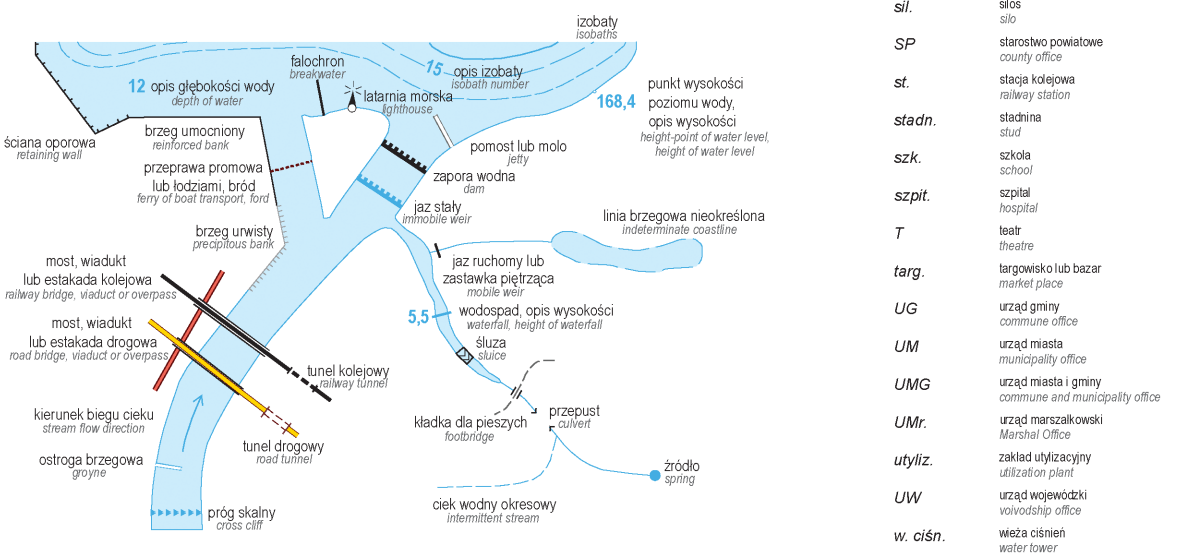 izobaty
isobaths
falochron
breakwater
15 opis izobaty
isobath number
12 opis głębokości wody
depth of water
latarnia morska
lighthouse
168,4
punkt wysokości
poziomu wody,
opis wysokości
height-point of water level,
height of water level
ściana oporowa
retaining wall
brzeg umocniony
reinforced bank
pomost lub molo
jetty
przeprawa promowa
lub łodziami, bród
ferry of boat transport, ford
zapora wodna
dam
jaz stały
immobile weir
linia brzegowa nieokreślona
indeterminate coastline
brzeg urwisty
precipitous bank
most, wiadukt
lub estakada kolejowa
railway bridge, viaduct or overpass
jaz ruchomy lub
zastawka piętrząca
mobile weir
5,5 wodospad, opis wysokości
waterfall, height of waterfall
most, wiadukt
lub estakada drogowa
road bridge, viaduct or overpass
śluza
sluice
tunel kolejowy
railway tunnel
kierunek biegu cieku
stream flow direction
kładka dla pieszych
footbridge
przepust
culvert
tunel drogowy
road tunnel
ostroga brzegowa
groyne
źródło
spring
ciek wodny okresowy
intermittent stream
próg skalny
cross cliff
sil. silos
silo
SP starostwo powiatowe
county office
st. stacja kolejowa
railway station
stadn. stadnina
stud
szk. szkoła
school
szpit. szpital
hospital
T teatr
theatre
targ. targowisko lub bazar
market place
UG urząd gminy
commune office
UM urząd miasta
municipality office
UMG urząd miasta i gminy
commune and municipality office
UMr. urząd marszałkowski
Marshal Office
utyliz. zakład utylizacyjny
utilization plant
UW urząd wojewódzki
voivodship office
w. ciśn. wieża ciśnień
water tower